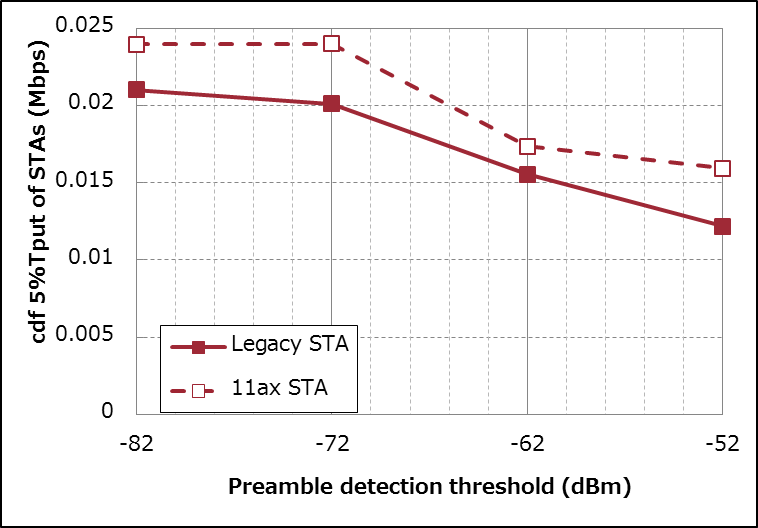 cdf 5%Tput of STAs (Mbps)
0.025
0.02
0.015
0.01
0.005
0
Legacy STA
11ax STA
-82
-72
-62
-52
Preamble detection threshold (dBm)